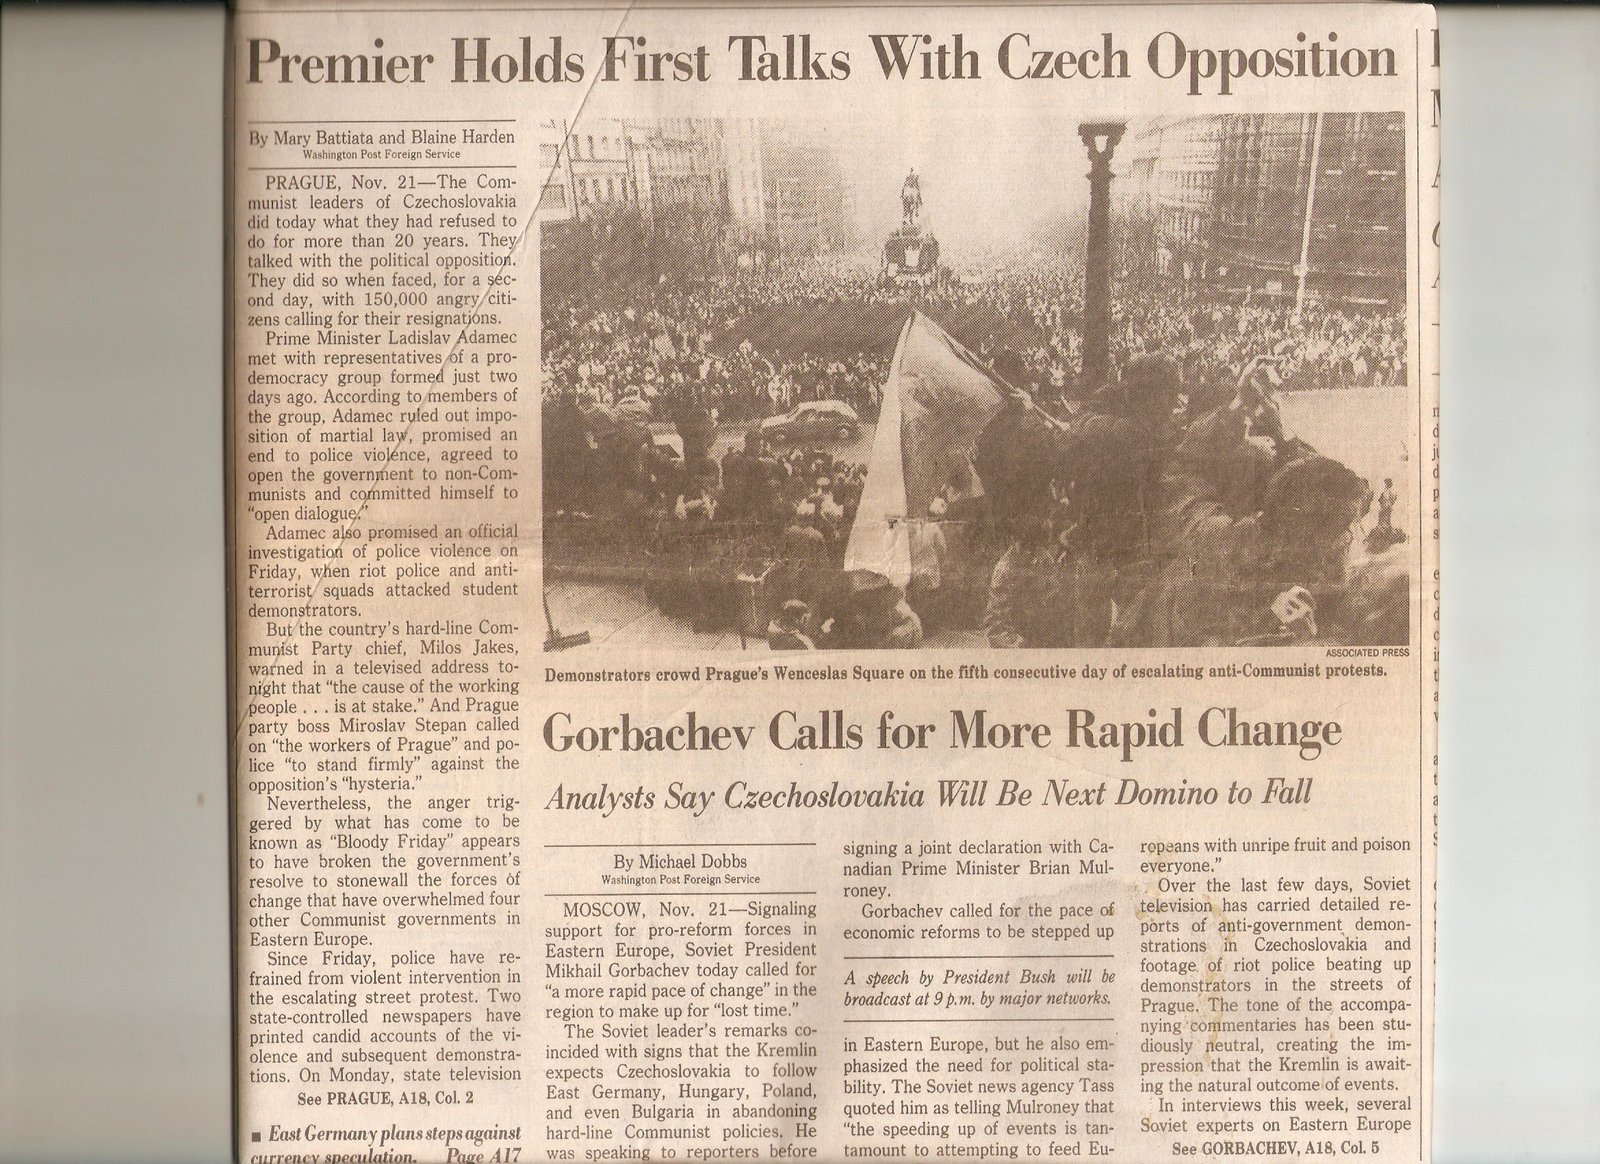 Premier Holds First Talks With Czech Opposition
By Mary Battiata and Blaine Harden
Washington Post Foreign Service
PRAGUE, Nov. 21—The Com-
munist leaders of Czechoslovakia
did today what they had refused to
do for more than 20 years. They
talked with the political opposition.
They did so when faced, for a sec-
ond day, with 150,000 angry citi-
zens calling for their resignations.
Prime Minister Ladislav Adamec
met with representatives of a pro-
democracy group formed just two
days ago. According to members of
the group, Adamec ruled out impo-
sition of martial law, promised an
end to police violence, agreed to
open the government to non-Com-
munists and committed himself to
“open dialogue.”
Adamec also promised an official
investigation of police violence on
Friday, when riot police and anti-
terrorist squads attacked student
demonstrators.
But the country’s hard-line Com-
munist Party chief, Milos Jakes,
warned in a televised address to-
night that “the cause of the working
people . . . is at stake.” And Prague
party boss Miroslav Stepan called
on “the workers of Prague” and po-
lice “to stand firmly” against the
opposition’s “hysteria.”
Nevertheless, the anger trig-
gered by what has come to be
known as “Bloody Friday” appears
to have broken the government’s
resolve to stonewall the forces of
change that have overwhelmed four
other Communist governments in
Eastern Europe.
Since Friday, police have re-
frained from violent intervention in
the escalating street protest. Two
state-controlled newspapers have
printed candid accounts of the vi-
olence and subsequent demonstra-
tions. On Monday, state television
See PRAGUE, A18, Col. 2
■ East Germany plans steps against
currency speculation. Page A17
ASSOCIATED PRESS
Demonstrators crowd Prague’s Wenceslas Square on the fifth consecutive day of escalating anti-Communist protests.
Gorbachev Calls for More Rapid Change
Analysts Say Czechoslovakia Will Be Next Domino to Fall
By Michael Dobbs
Washington Post Foreign Service
MOSCOW, Nov. 21—Signaling
support for pro-reform forces in
Eastern Europe, Soviet President
Mikhail Gorbachev today called for
“a more rapid pace of change” in the
region to make up for “lost time.”
The Soviet leader’s remarks co-
incided with signs that the Kremlin
expects Czechoslovakia to follow
East Germany, Hungary, Poland,
and even Bulgaria in abandoning
hard-line Communist policies. He
was speaking to reporters before
signing a joint declaration with Ca-
nadian Prime Minister Brian Mul-
roney.
Gorbachev called for the pace of
economic reforms to be stepped up
A speech by President Bush will be
broadcast at 9 p.m. by major networks.
in Eastern Europe, but he also em-
phasized the need for political sta-
bility. The Soviet news agency Tass
quoted him as telling Mulroney that
“the speeding up of events is tan-
tamount to attempting to feed Eu-
ropeans with unripe fruit and poison
everyone.”
Over the last few days, Soviet
television has carried detailed re-
ports of anti-government demon-
strations in Czechoslovakia and
footage of riot police beating up
demonstrators in the streets of
Prague. The tone of the accompa-
nying commentaries has been stu-
diously neutral, creating the im-
pression that the Kremlin is await-
ing the natural outcome of events.
In interviews this week, several
Soviet experts on Eastern Europe
See GORBACHEV, A18, Col. 5